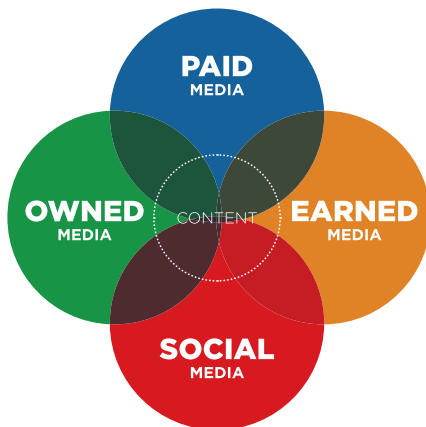 PAID
MEDIA
OWNED
MEDIA
CONTENT
EARNED
MEDIA
SOCIAL
MEDIA